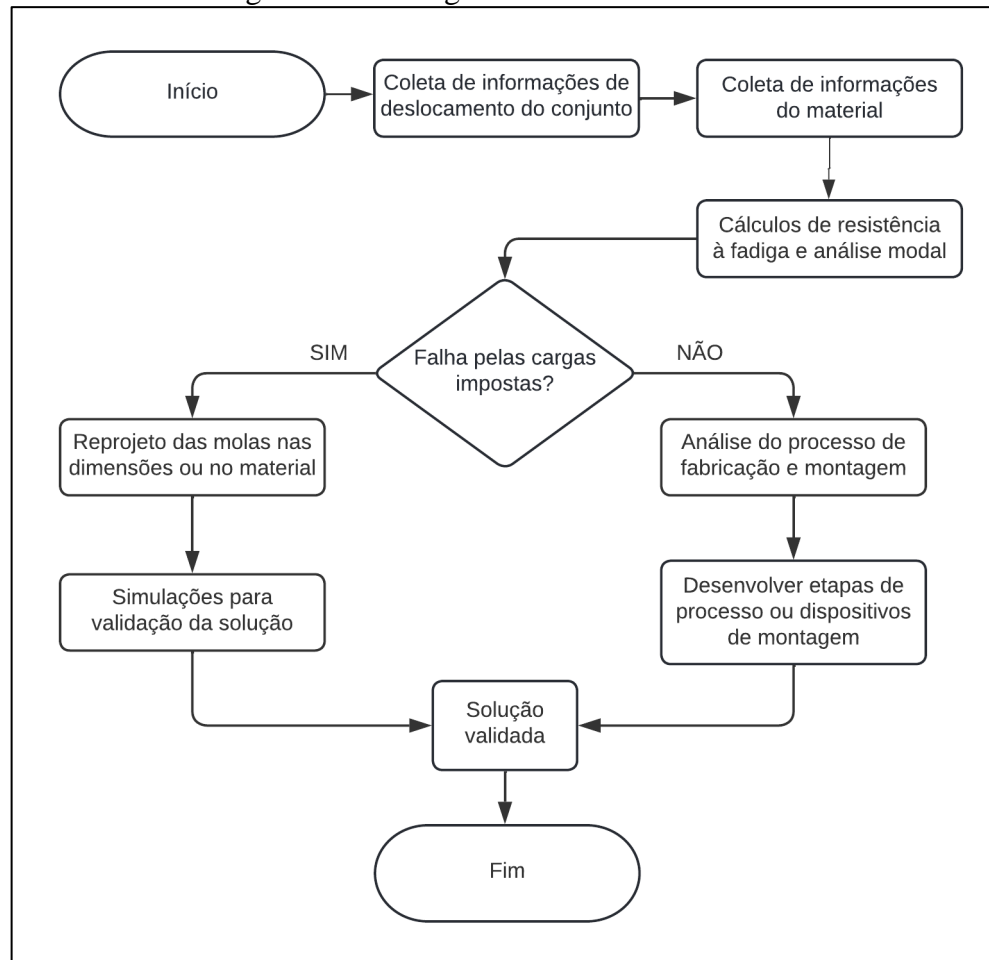 Início
Coleta de informações de
deslocamento do conjunto
Coleta de informações
do material
Cálculos de resistência
à fadiga e análise modal
Falha pelas cargas
impostas?
SIM
NÃO
Reprojeto das molas nas
dimensões ou no material
Análise do processo de
fabricação e montagem
Simulações para
validação da solução
Desenvolver etapas de
processo ou dispositivos
de montagem
Solução
validada
Fim